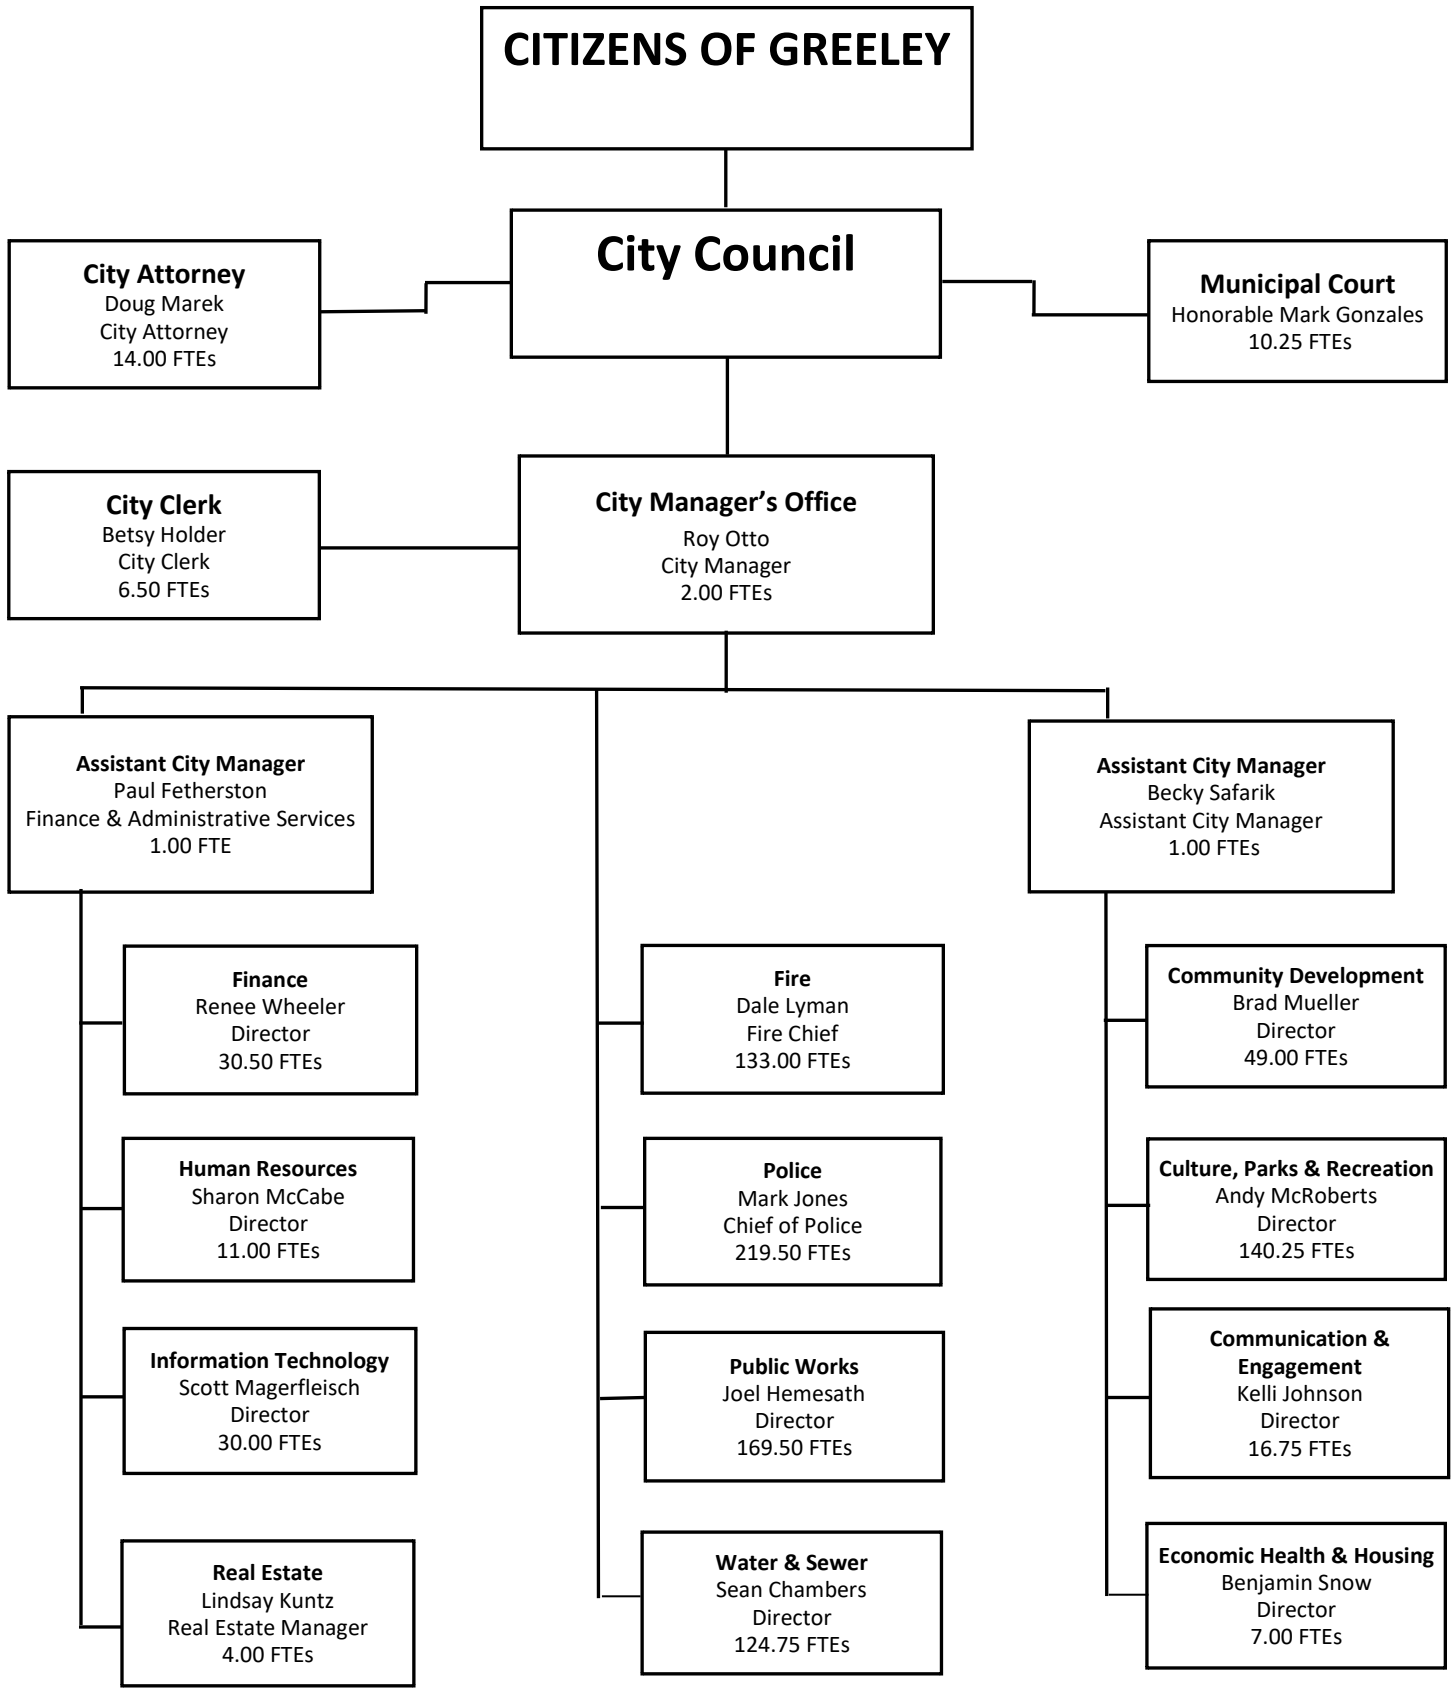 CITIZENS OF GREELEY
City Council
City Attorney
Doug Marek
City Attorney
14.00 FTEs
Municipal Court
Honorable Mark Gonzales
10.25 FTEs
City Clerk
Betsy Holder
City Clerk
6.50 FTEs
City Manager’s Office
Roy Otto
City Manager
2.00 FTEs
Assistant City Manager
Paul Fetherston
Finance & Administrative Services
1.00 FTE
Assistant City Manager
Becky Safarik
Assistant City Manager
1.00 FTEs
Finance
Renee Wheeler
Director
30.50 FTEs
Human Resources
Sharon McCabe
Director
11.00 FTEs
Information Technology
Scott Magerfleisch
Director
30.00 FTEs
Real Estate
Lindsay Kuntz
Real Estate Manager
4.00 FTEs
Fire
Dale Lyman
Fire Chief
133.00 FTEs
Police
Mark Jones
Chief of Police
219.50 FTEs
Public Works
Joel Hemesath
Director
169.50 FTEs
Water & Sewer
Sean Chambers
Director
124.75 FTEs
Community Development
Brad Mueller
Director
49.00 FTEs
Culture, Parks & Recreation
Andy McRoberts
Director
140.25 FTEs
Communication &
Engagement
Kelli Johnson
Director
16.75 FTEs
Economic Health & Housing
Benjamin Snow
Director
7.00 FTEs